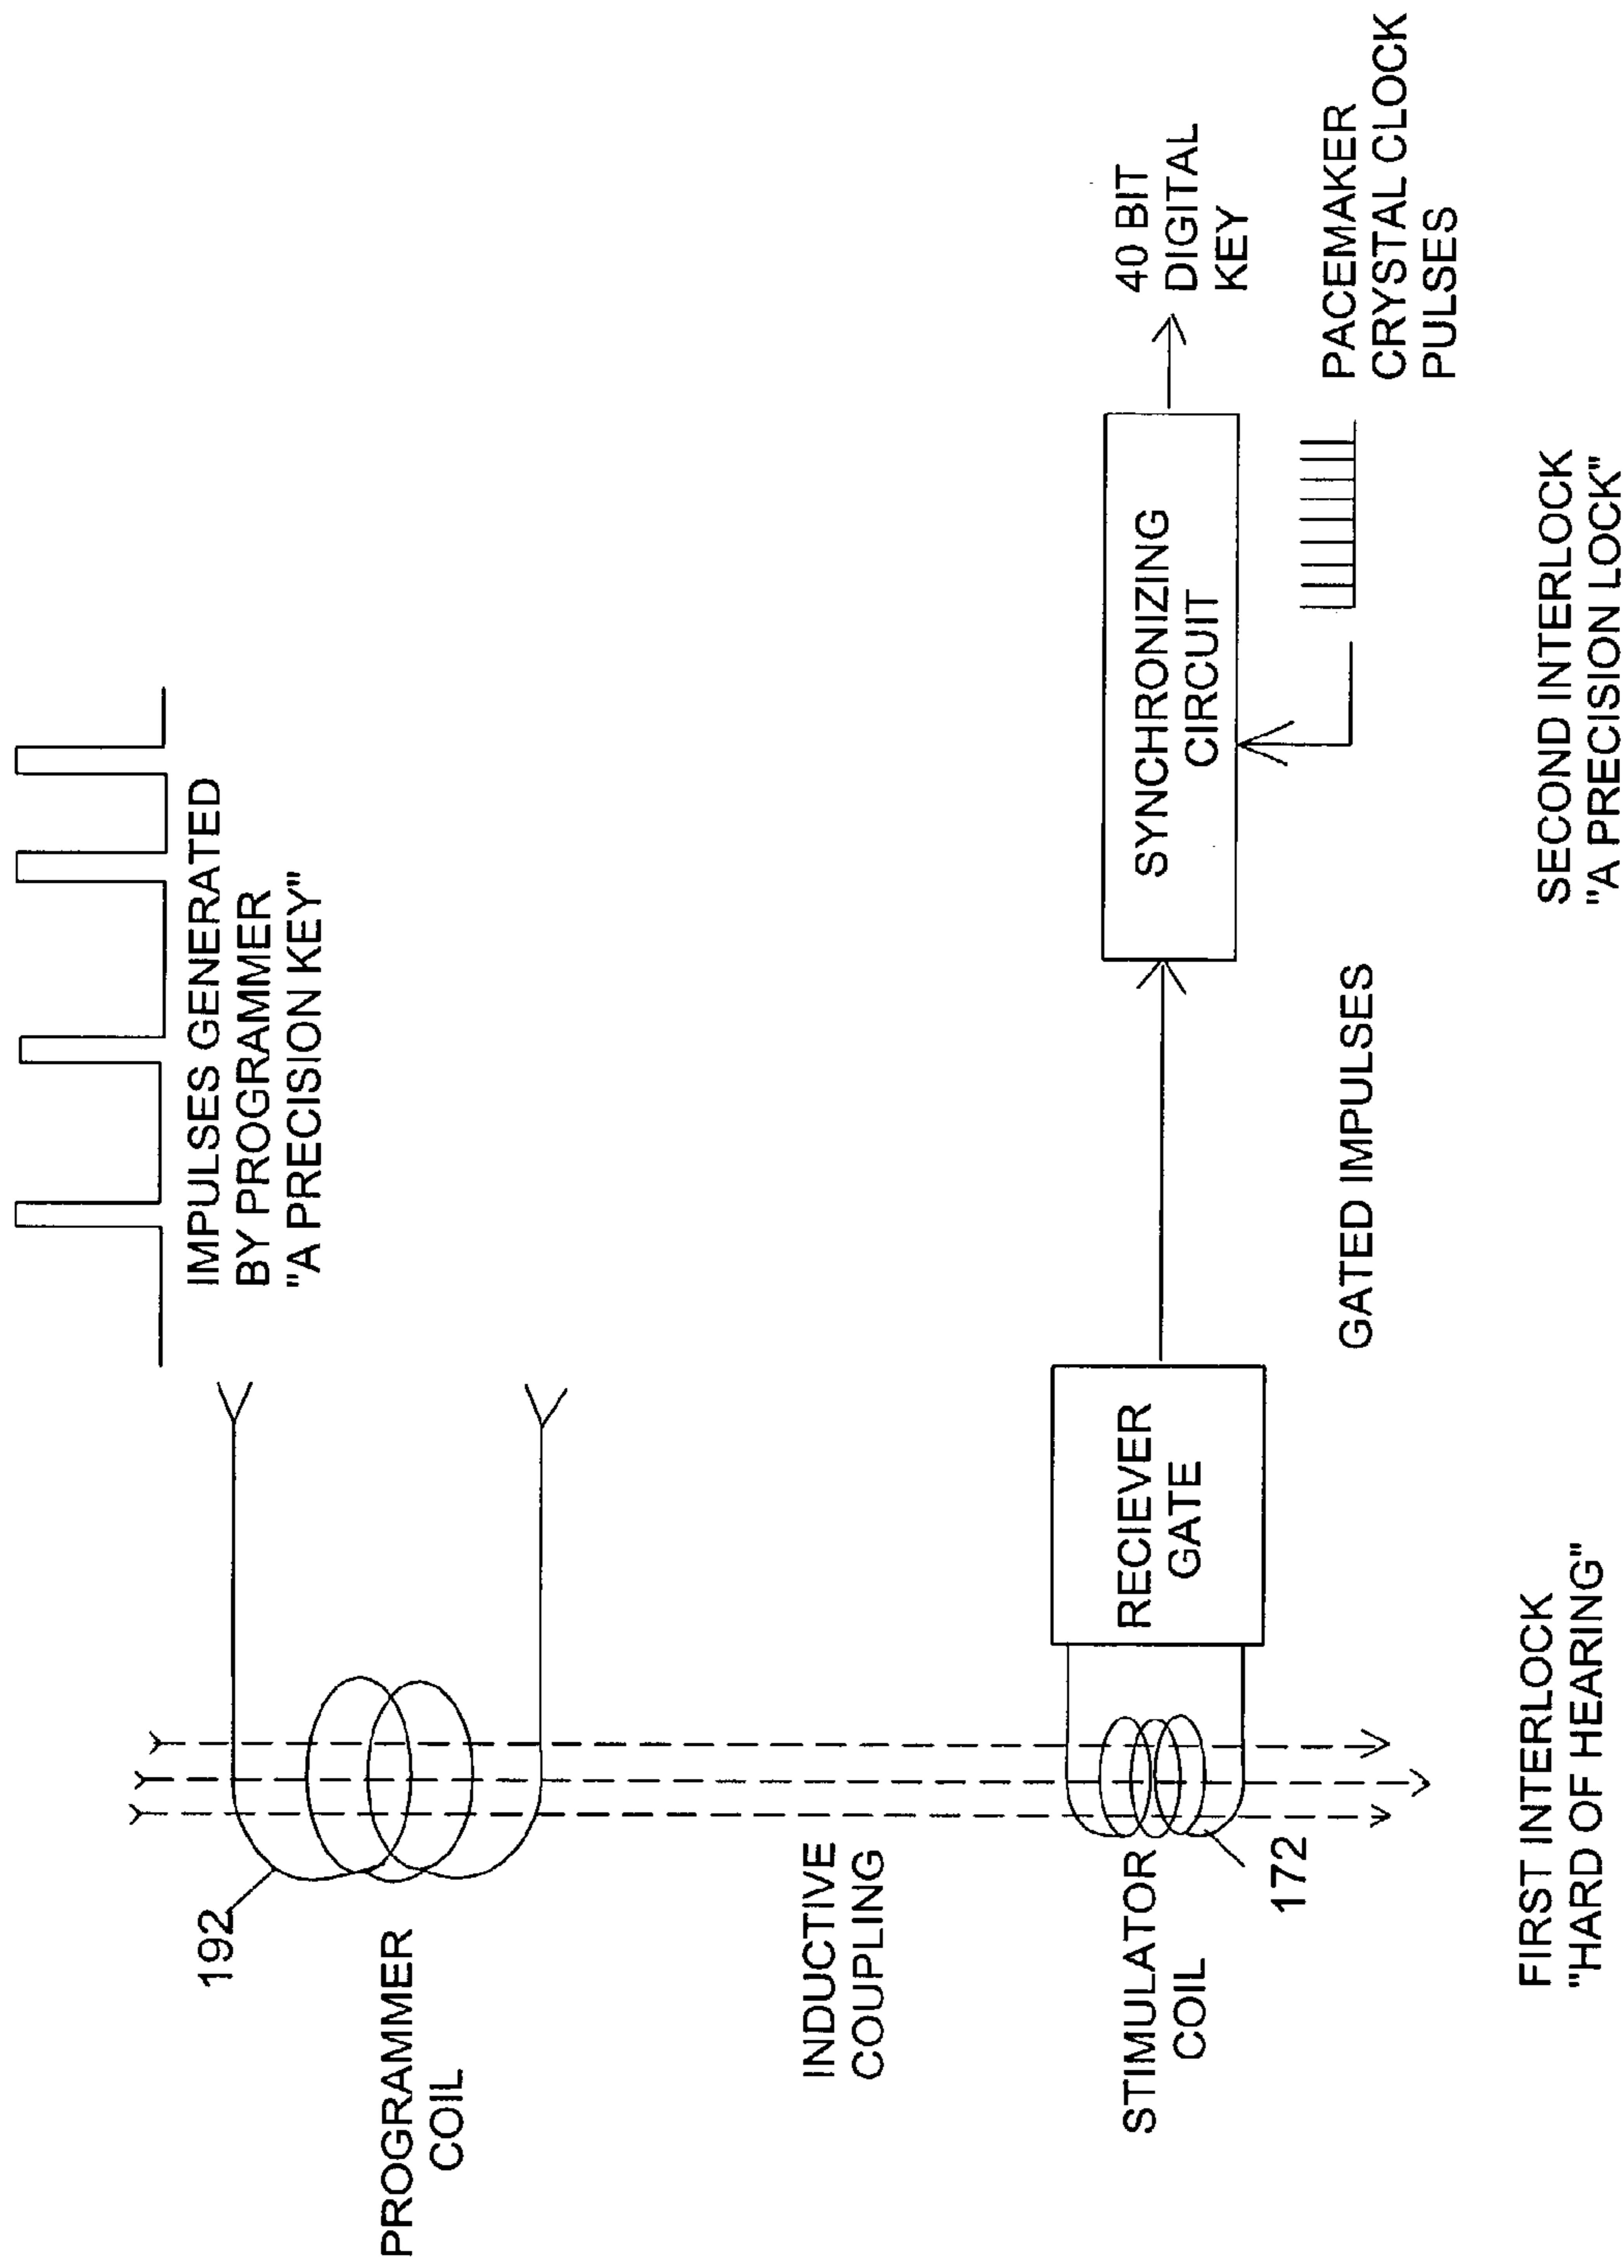 IMPULSES GENERATED
BY PROGRAMMER
"A PRECISION KEY"
192
PROGRAMMER
COIL
INDUCTIVE
COUPLING
STIMULATOR
COIL
172
RECIEVER
GATE
GATED IMPULSES
SYNCHRONIZING
CIRCUIT
40 BIT
DIGITAL
KEY
PACEMAKER
CRYSTAL CLOCK
PULSES
FIRST INTERLOCK
"HARD OF HEARING"
SECOND INTERLOCK
"A PRECISION LOCK"